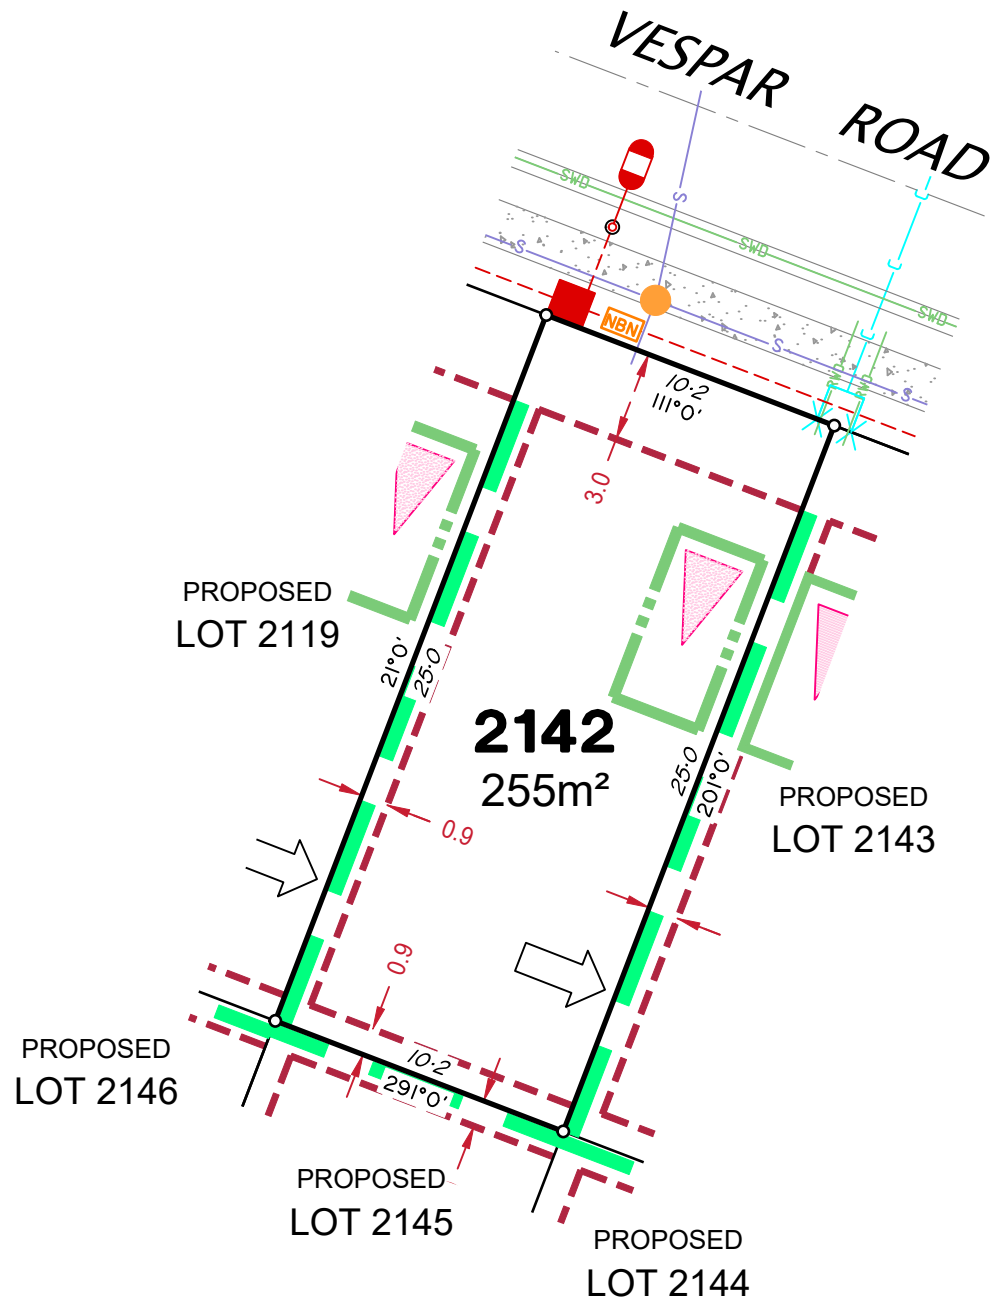 VESPAR ROAD
SWD
S
SWD
S
SWD
NBN
S
S
RND
RND
10·2
111°0'
3.0
PROPOSED
LOT 2119
21°0'
25·0
2142
255m²
25·0
201°0'
PROPOSED
LOT 2143
0.9
0.9
PROPOSED
LOT 2146
10·2
291°0'
PROPOSED
LOT 2145
PROPOSED
LOT 2144